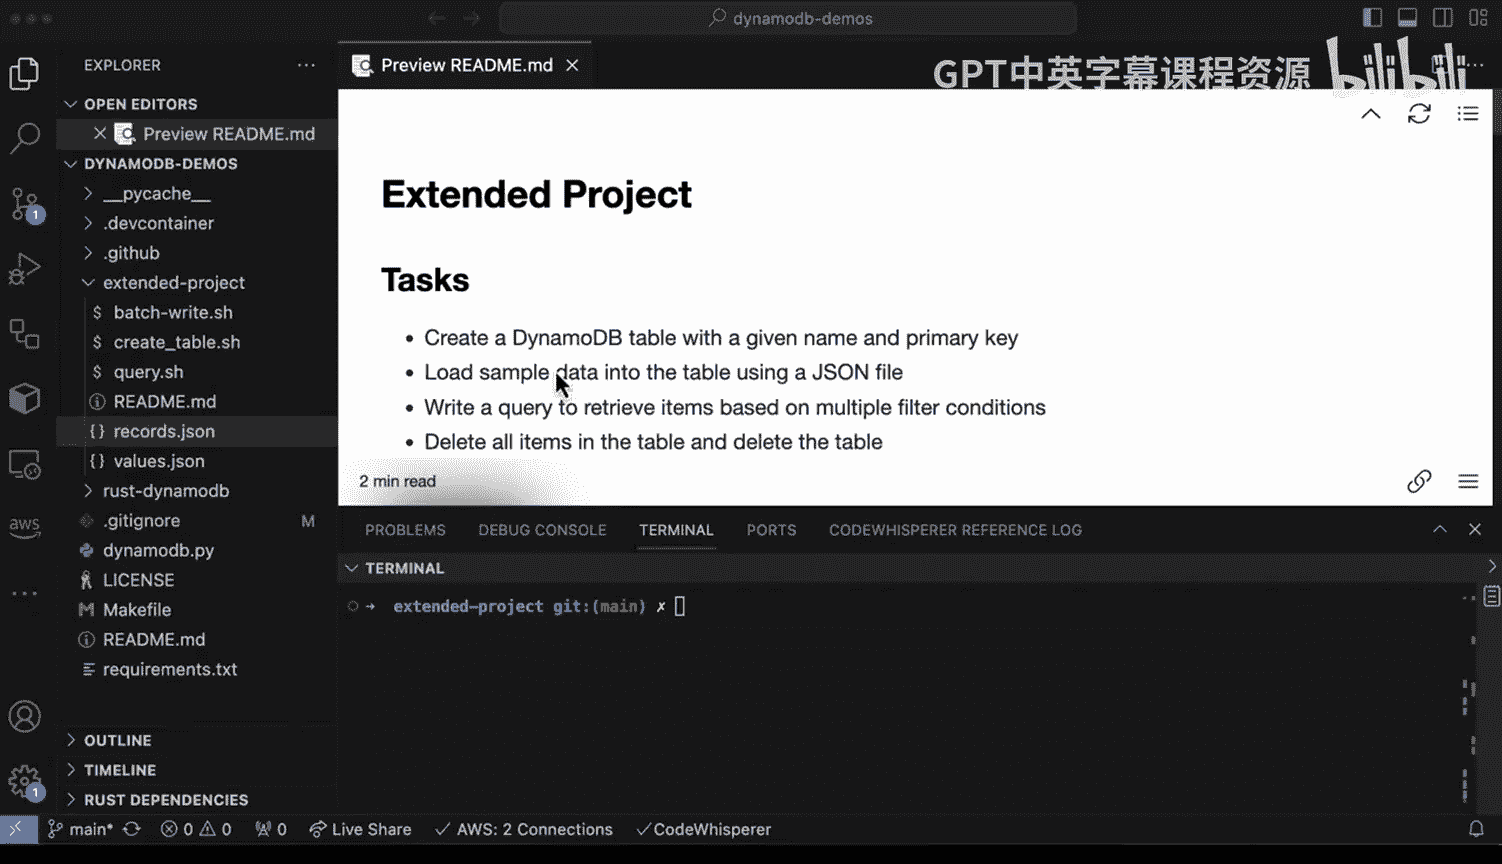 dynamodb-demos
EXPLORER
Preview README.md
GPT中英字幕课程资源
bilibili
OPEN EDITORS
Preview README.md
DYNAMODB-DEMOS
__pycache__
.devcontainer
.github
extended-project
$ batch-write.sh
$ create_table.sh
$ query.sh
README.md
{} records.json
{} values.json
rust-dynamodb
.gitignore M
dynamodb.py
LICENSE
Makefile
README.md
requirements.txt
OUTLINE
TIMELINE
RUST DEPENDENCIES
1
aws
1
Extended Project
Tasks
• Create a DynamoDB table with a given name and primary key
• Load sample data into the table using a JSON file
• Write a query to retrieve items based on multiple filter conditions
• Delete all items in the table and delete the table
2 min read
PROBLEMS DEBUG CONSOLE TERMINAL PORTS CODEWHISPERER REFERENCE LOG
TERMINAL
→ extended-project git:(main) ✗
main* 0 0 0 Live Share AWS: 2 Connections CodeWhisperer